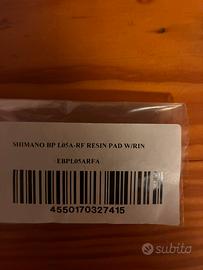 SHIMANO BP L05A-RF RESIN PAD W/RIN
EBPL05ARFA
4550170327415
subito